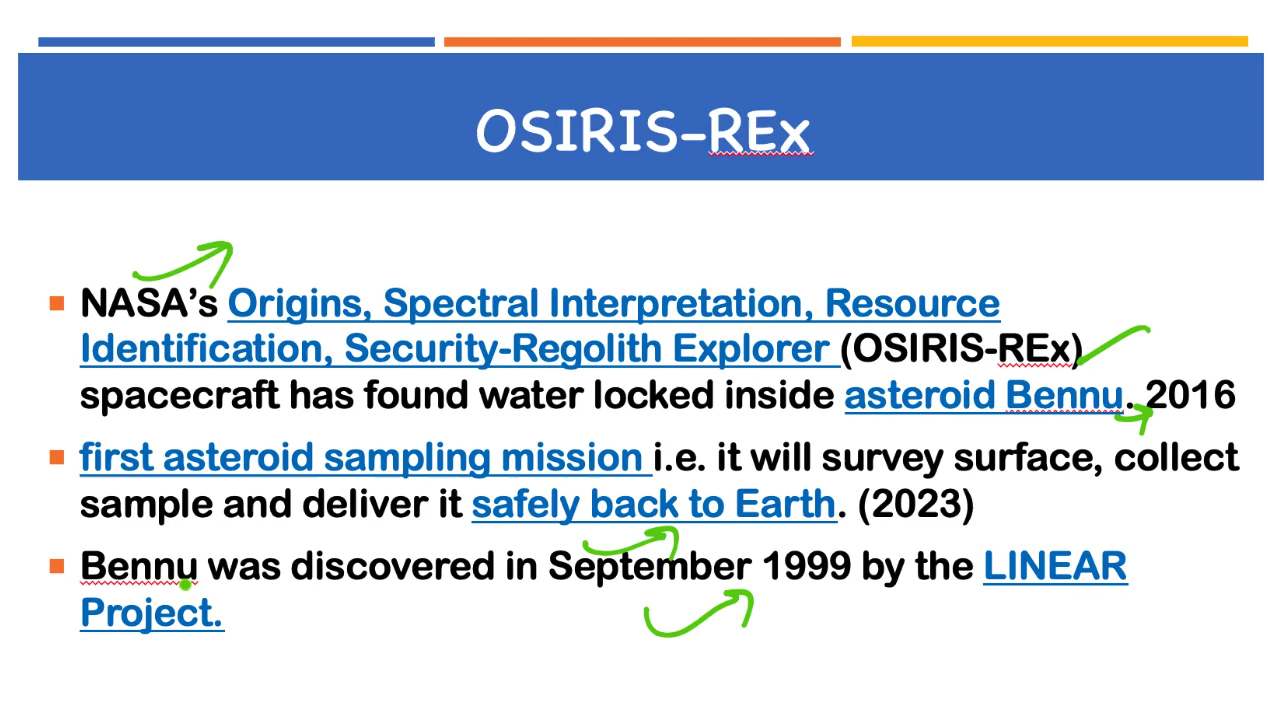 OSIRIS-REx
NASA's Origins, Spectral Interpretation, Resource
Identification, Security-Regolith Explorer (OSIRIS-REx)
spacecraft has found water locked inside asteroid Bennu. 2016
first asteroid sampling mission i.e. it will survey surface, collect
sample and deliver it safely back to Earth. (2023)
Bennu was discovered in September 1999 by the LINEAR
Project.